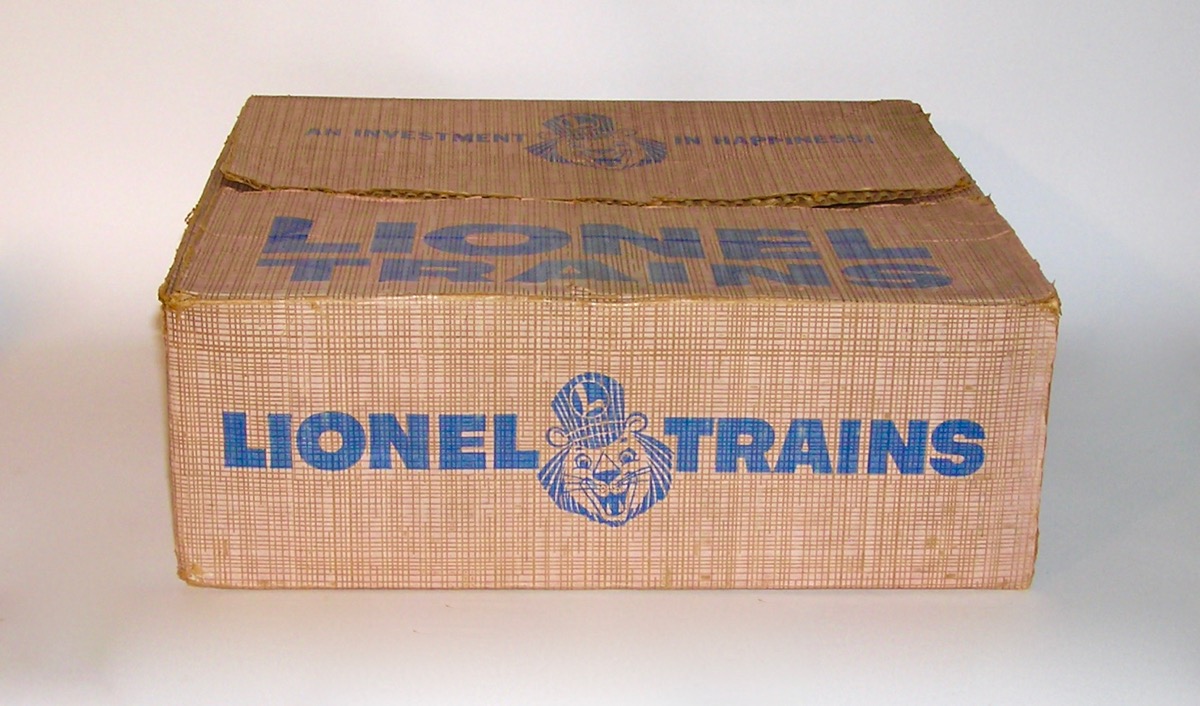 AN INVESTMENT IN HAPPINESS!
LIONEL
TRAINS
LIONEL TRAINS